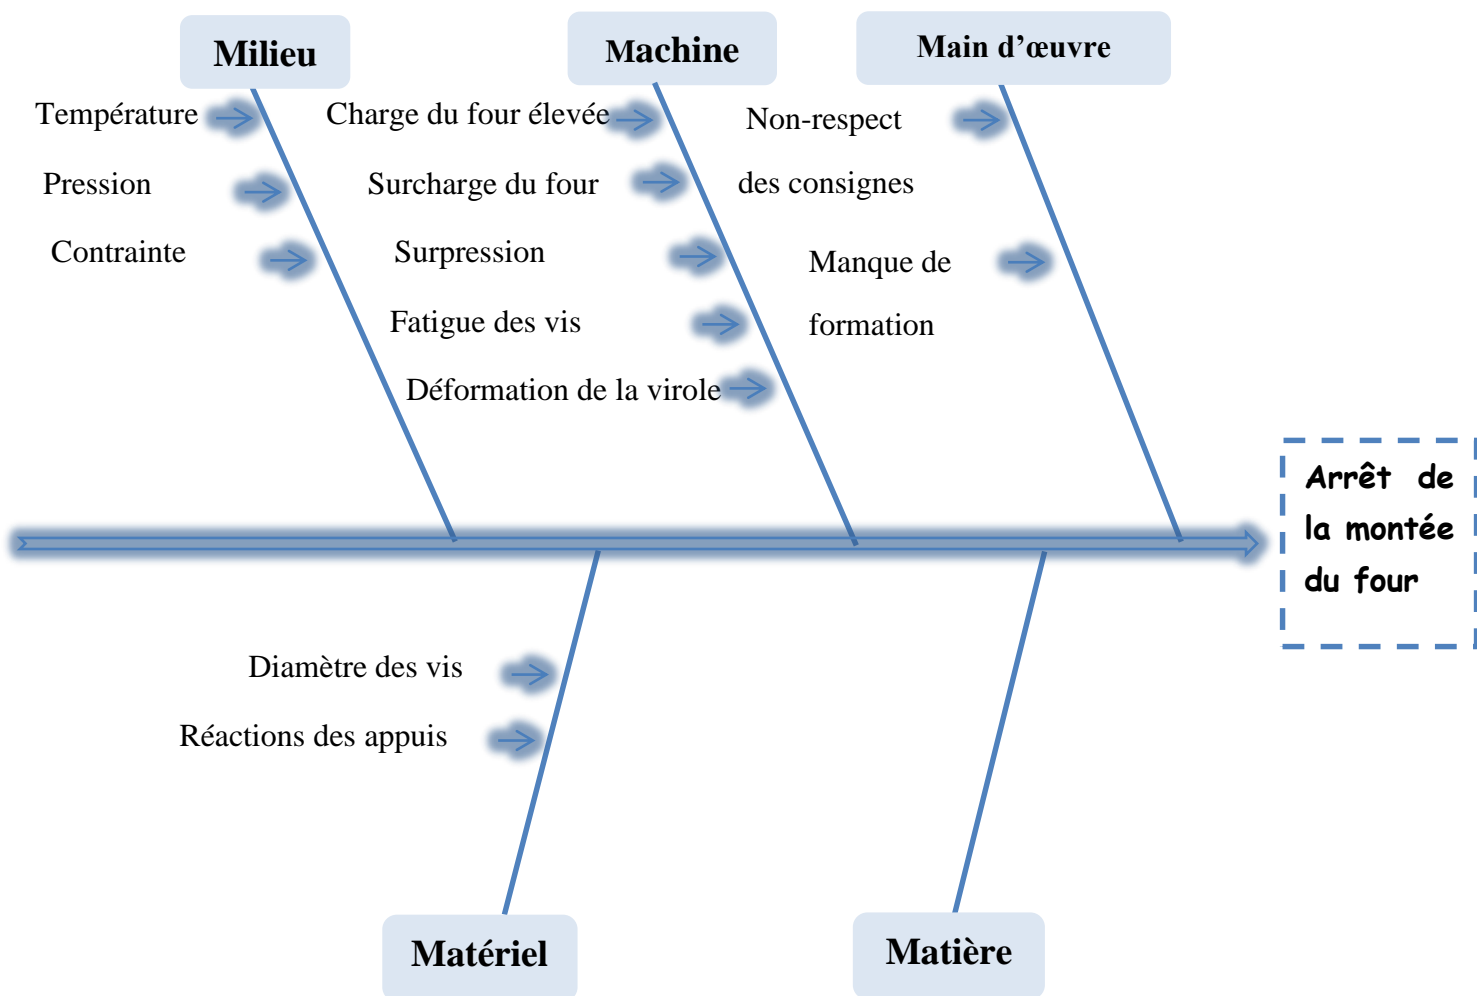 Milieu
Machine
Main d’œuvre
Température
Pression
Contrainte
Charge du four élevée
Surcharge du four
Surpression
Fatigue des vis
Déformation de la virole
Non-respect
des consignes
Manque de
formation
Arrêt de
la montée
du four
Diamètre des vis
Réactions des appuis
Matériel
Matière